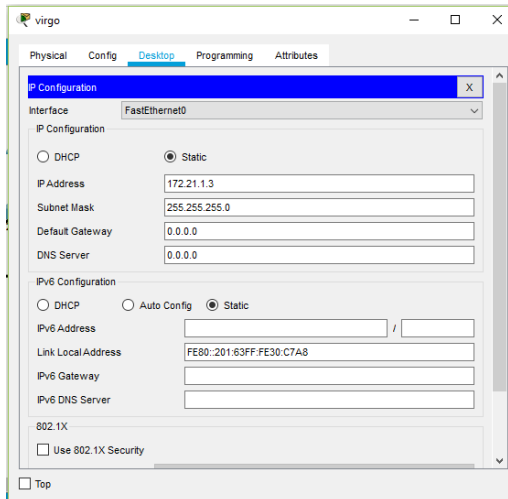 virgo
Physical Config Desktop Programming Attributes
IP Configuration X
Interface FastEthernet0
IP Configuration
DHCP Static
IP Address 172.21.1.3
Subnet Mask 255.255.255.0
Default Gateway 0.0.0.0
DNS Server 0.0.0.0
IPv6 Configuration
DHCP Auto Config Static
IPv6 Address /
Link Local Address FE80::201:63FF:FE30:C7A8
IPv6 Gateway
IPv6 DNS Server
802.1X
Use 802.1X Security
Top